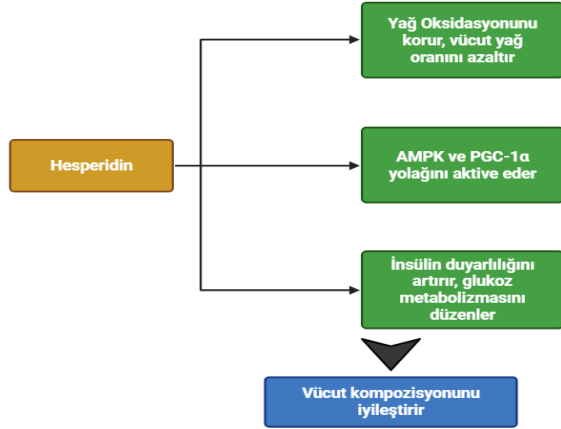 Yağ Oksidasyonunu
korur, vücut yağ
oranını azaltır
Hesperidin
AMPK ve PGC-1α
yolağını aktive eder
İnsülin duyarlılığını
artırır, glukoz
metabolizmasını
düzenler
Vücut kompozisyonunu
iyileştirir